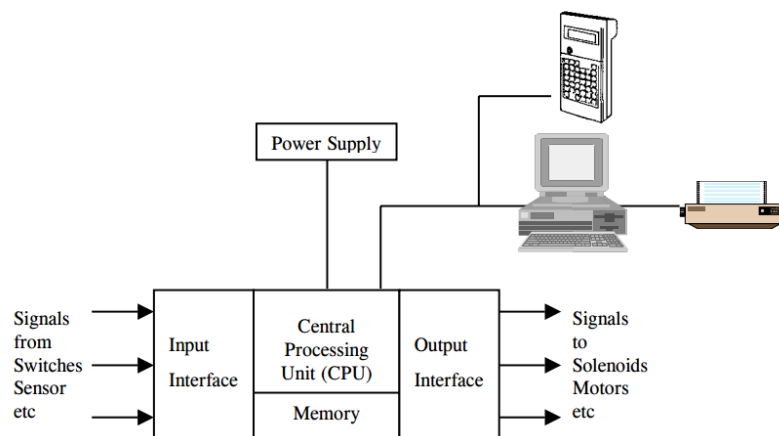 Power Supply
Signals
from
Switches
Sensor
etc
Input
Interface
Central
Processing
Unit (CPU)
Memory
Output
Interface
Signals
to
Solenoids
Motors
etc